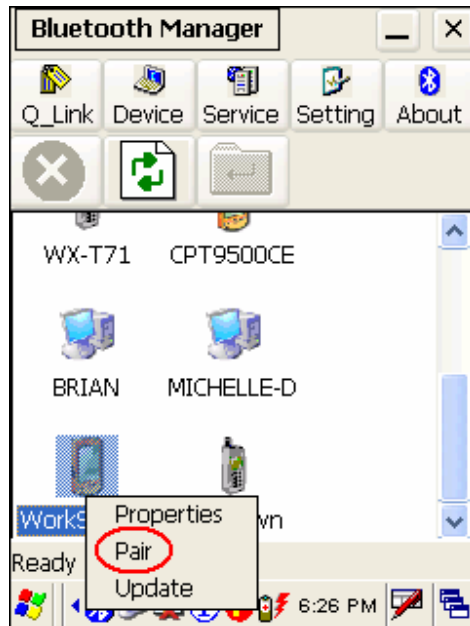 Bluetooth Manager
Q_Link Device Service Setting About
WX-T71 CPT9500CE
BRIAN MICHELLE-D
WorkS
Properties
Pair
Update
Ready
6:26 PM